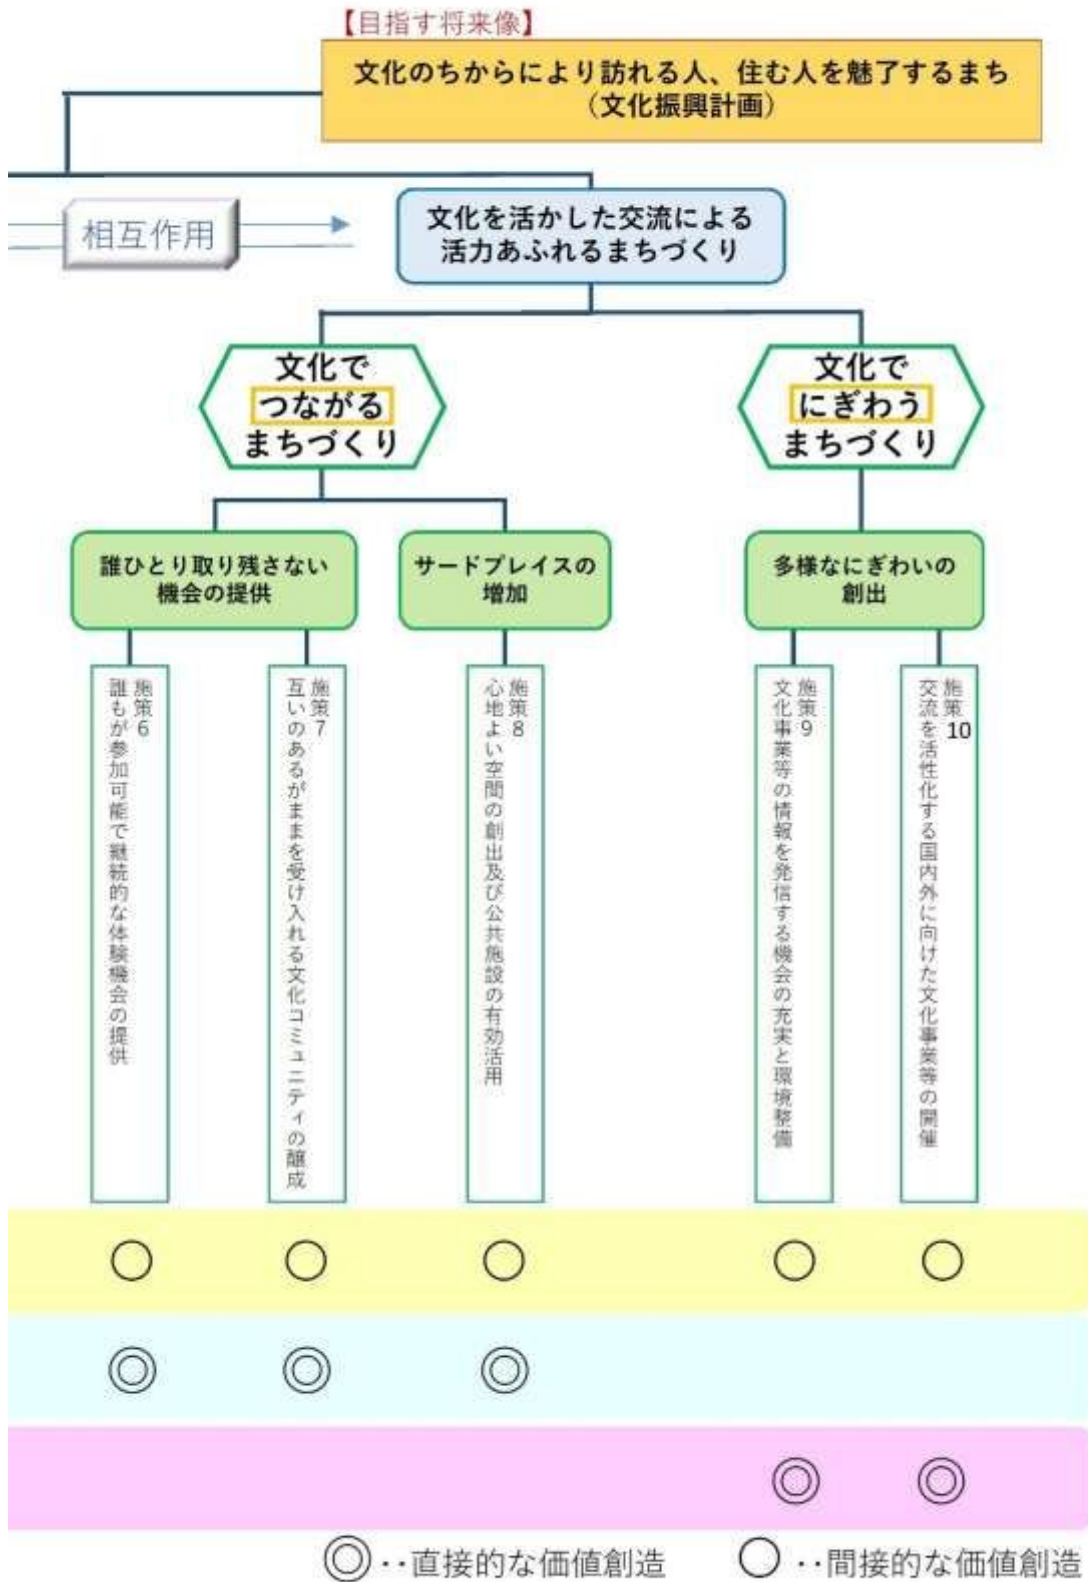 【目指す将来像】
文化のちからにより訪れる人、住む人を魅了するまち
（文化振興計画）
相互作用
文化を活かした交流による
活力あふれるまちづくり
文化で
つながる
まちづくり
文化で
にぎわう
まちづくり
誰ひとり取り残さない
機会の提供
サードプレイスの
増加
多様なにぎわいの
創出
施策6
誰もが参加可能で継続的な体験機会の提供
施策7
互いのあるがままを受け入れる文化コミュニティの醸成
施策8
心地よい空間の創出及び公共施設の有効活用
施策9
文化事業等の情報を発信する機会の充実と環境整備
施策10
交流を活性化する国内外に向けた文化事業等の開催
○ ○ ○ ○ ○
◎ ◎ ◎
◎ ◎
◎‥直接的な価値創造 ○‥間接的な価値創造